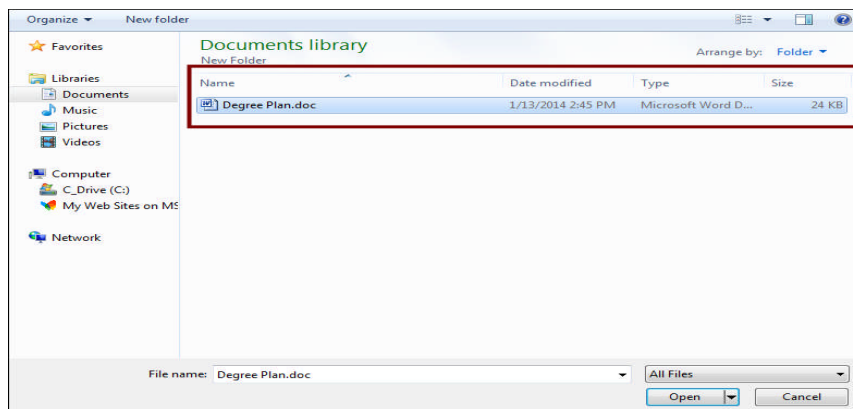 Organize New folder
Favorites
Libraries
Documents
Music
Pictures
Videos
Computer
C_Drive (C:)
My Web Sites on MS
Network
Documents library
New Folder
Arrange by: Folder
Name Date modified Type Size
Degree Plan.doc 1/13/2014 2:45 PM Microsoft Word D... 24 KB
File name: Degree Plan.doc All Files
Open Cancel